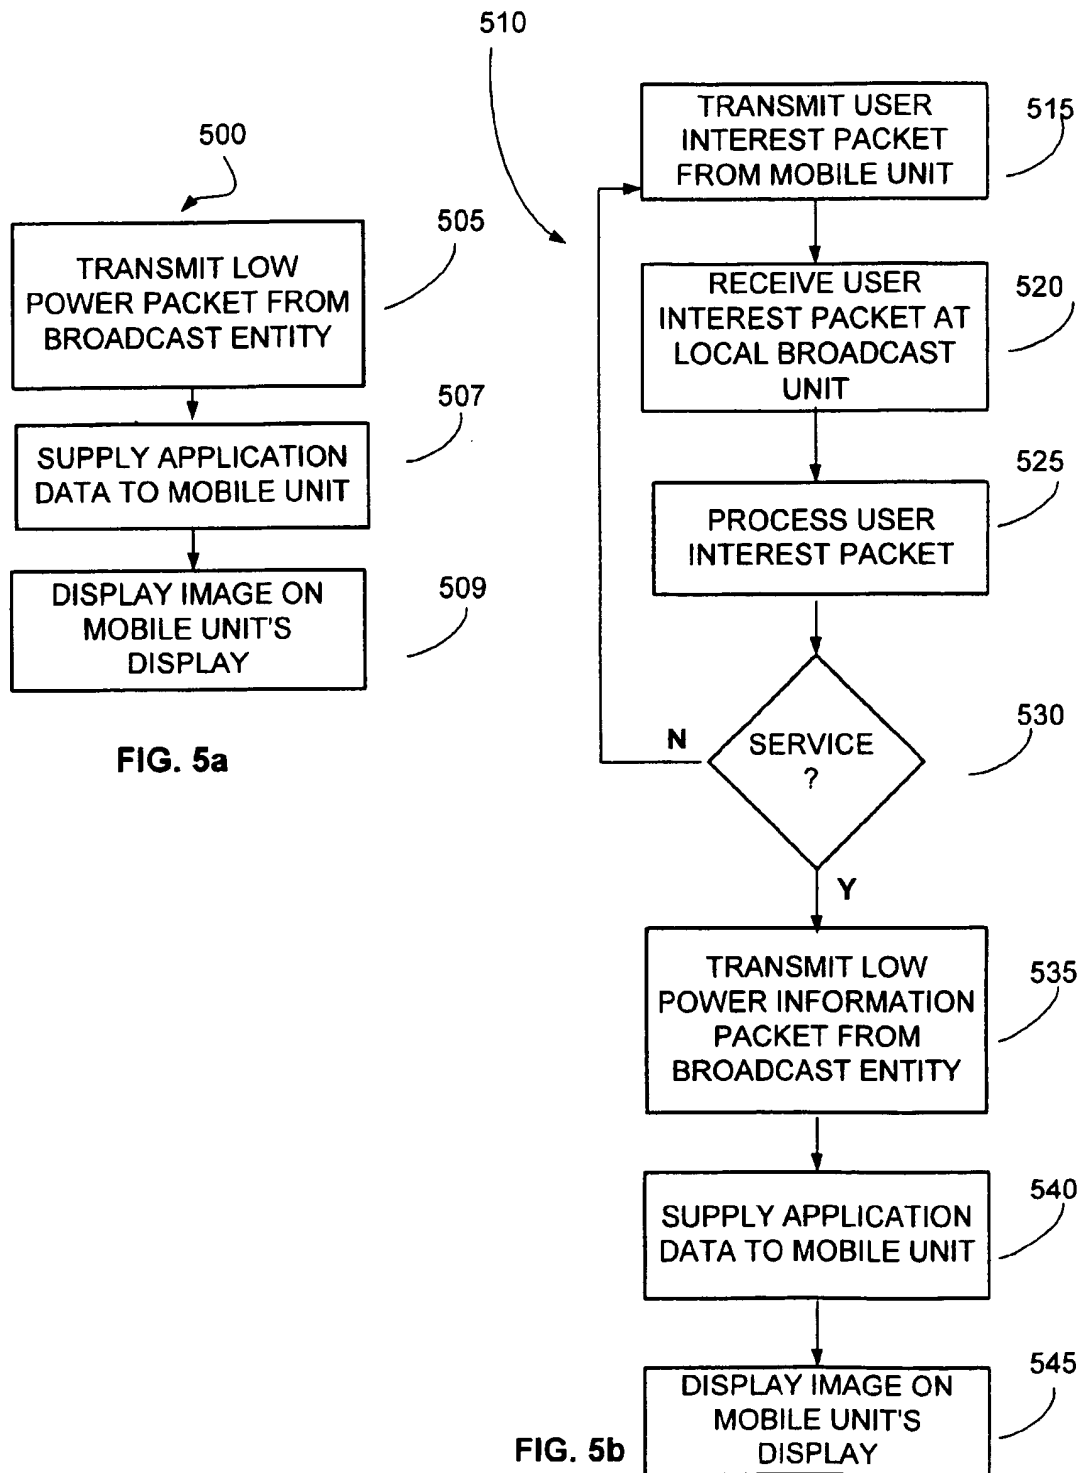 500
TRANSMIT LOW
POWER PACKET FROM
BROADCAST ENTITY
505
SUPPLY APPLICATION
DATA TO MOBILE UNIT
507
DISPLAY IMAGE ON
MOBILE UNIT'S
DISPLAY
509
FIG. 5a
510
TRANSMIT USER
INTEREST PACKET
FROM MOBILE UNIT
515
RECEIVE USER
INTEREST PACKET AT
LOCAL BROADCAST
UNIT
520
PROCESS USER
INTEREST PACKET
525
SERVICE
?
530
N
Y
TRANSMIT LOW
POWER INFORMATION
PACKET FROM
BROADCAST ENTITY
535
SUPPLY APPLICATION
DATA TO MOBILE UNIT
540
DISPLAY IMAGE ON
MOBILE UNIT'S
DISPLAY
545
FIG. 5b